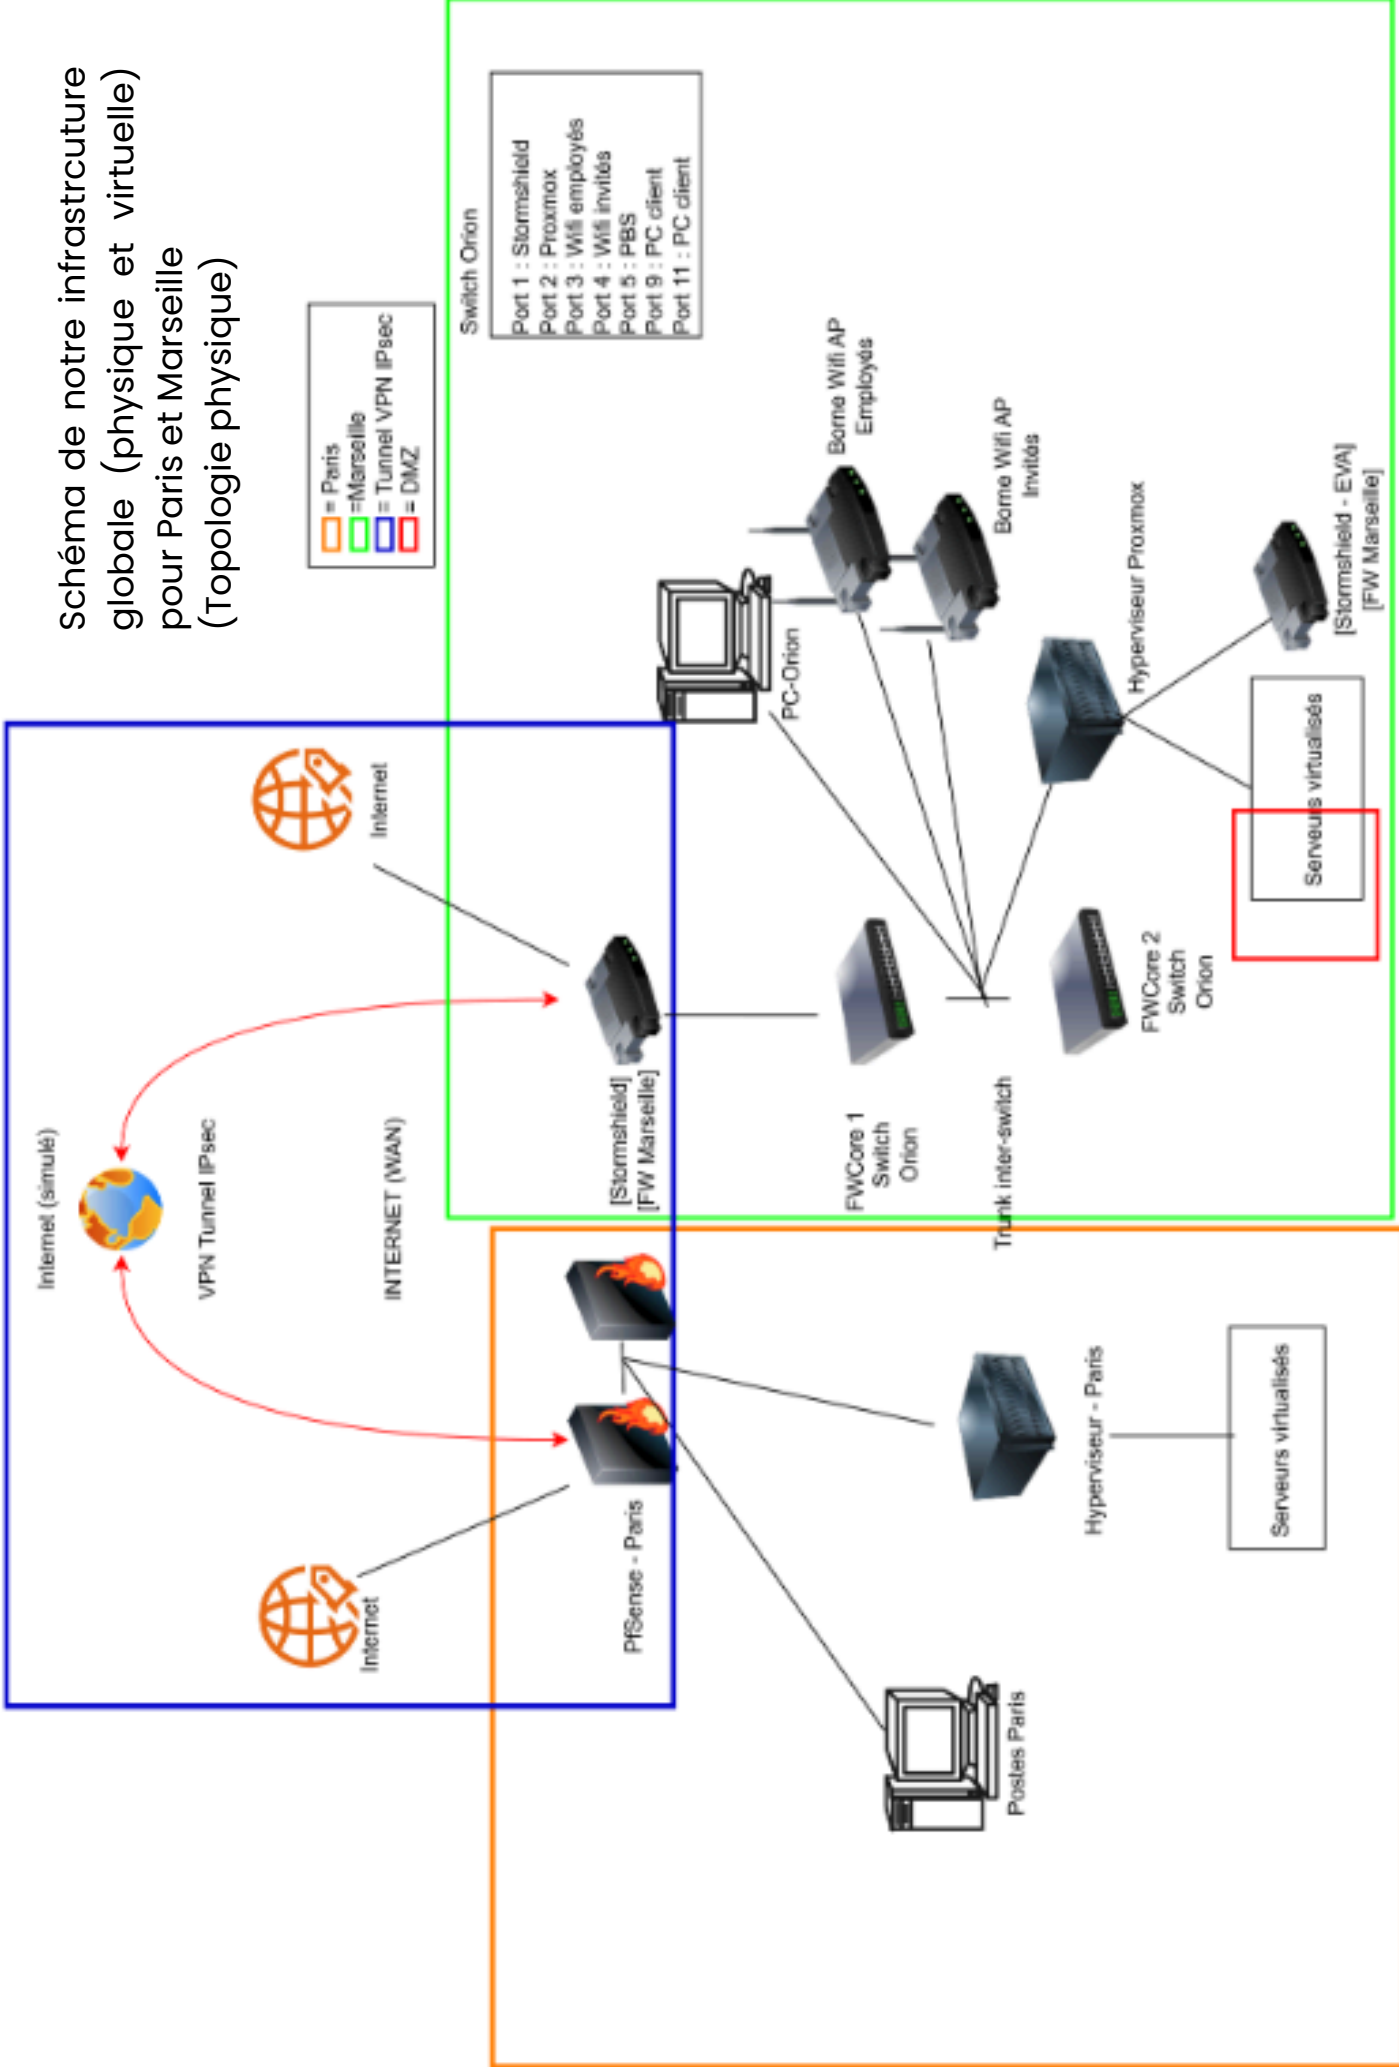 Schéma de notre infrastrcuture
globale (physique et virtuelle)
pour Paris et Marseille
(Topologie physique)
= Paris
=Marseille
= Tunnel VPN IPsec
= DMZ
Switch Orion
Port 1 : Stormshield
Port 2 : Proxmox
Port 3 : Wifi employés
Port 4 : Wifi invités
Port 5 : PBS
Port 9 : PC client
Port 11 : PC client
Internet (simulé)
VPN Tunnel IPsec
INTERNET (WAN)
Internet
Internet
PfSense - Paris
[Stormshield]
[FW Marseille]
PC-Orion
Borne Wifi AP
Employés
Borne Wifi AP
Invités
FWCore 1
Switch
Orion
Trunk inter-switch
FWCore 2
Switch
Orion
Hyperviseur Proxmox
Serveurs virtualisés
[Stormshield - EVA]
[FW Marseille]
Postes Paris
Hyperviseur - Paris
Serveurs virtualisés